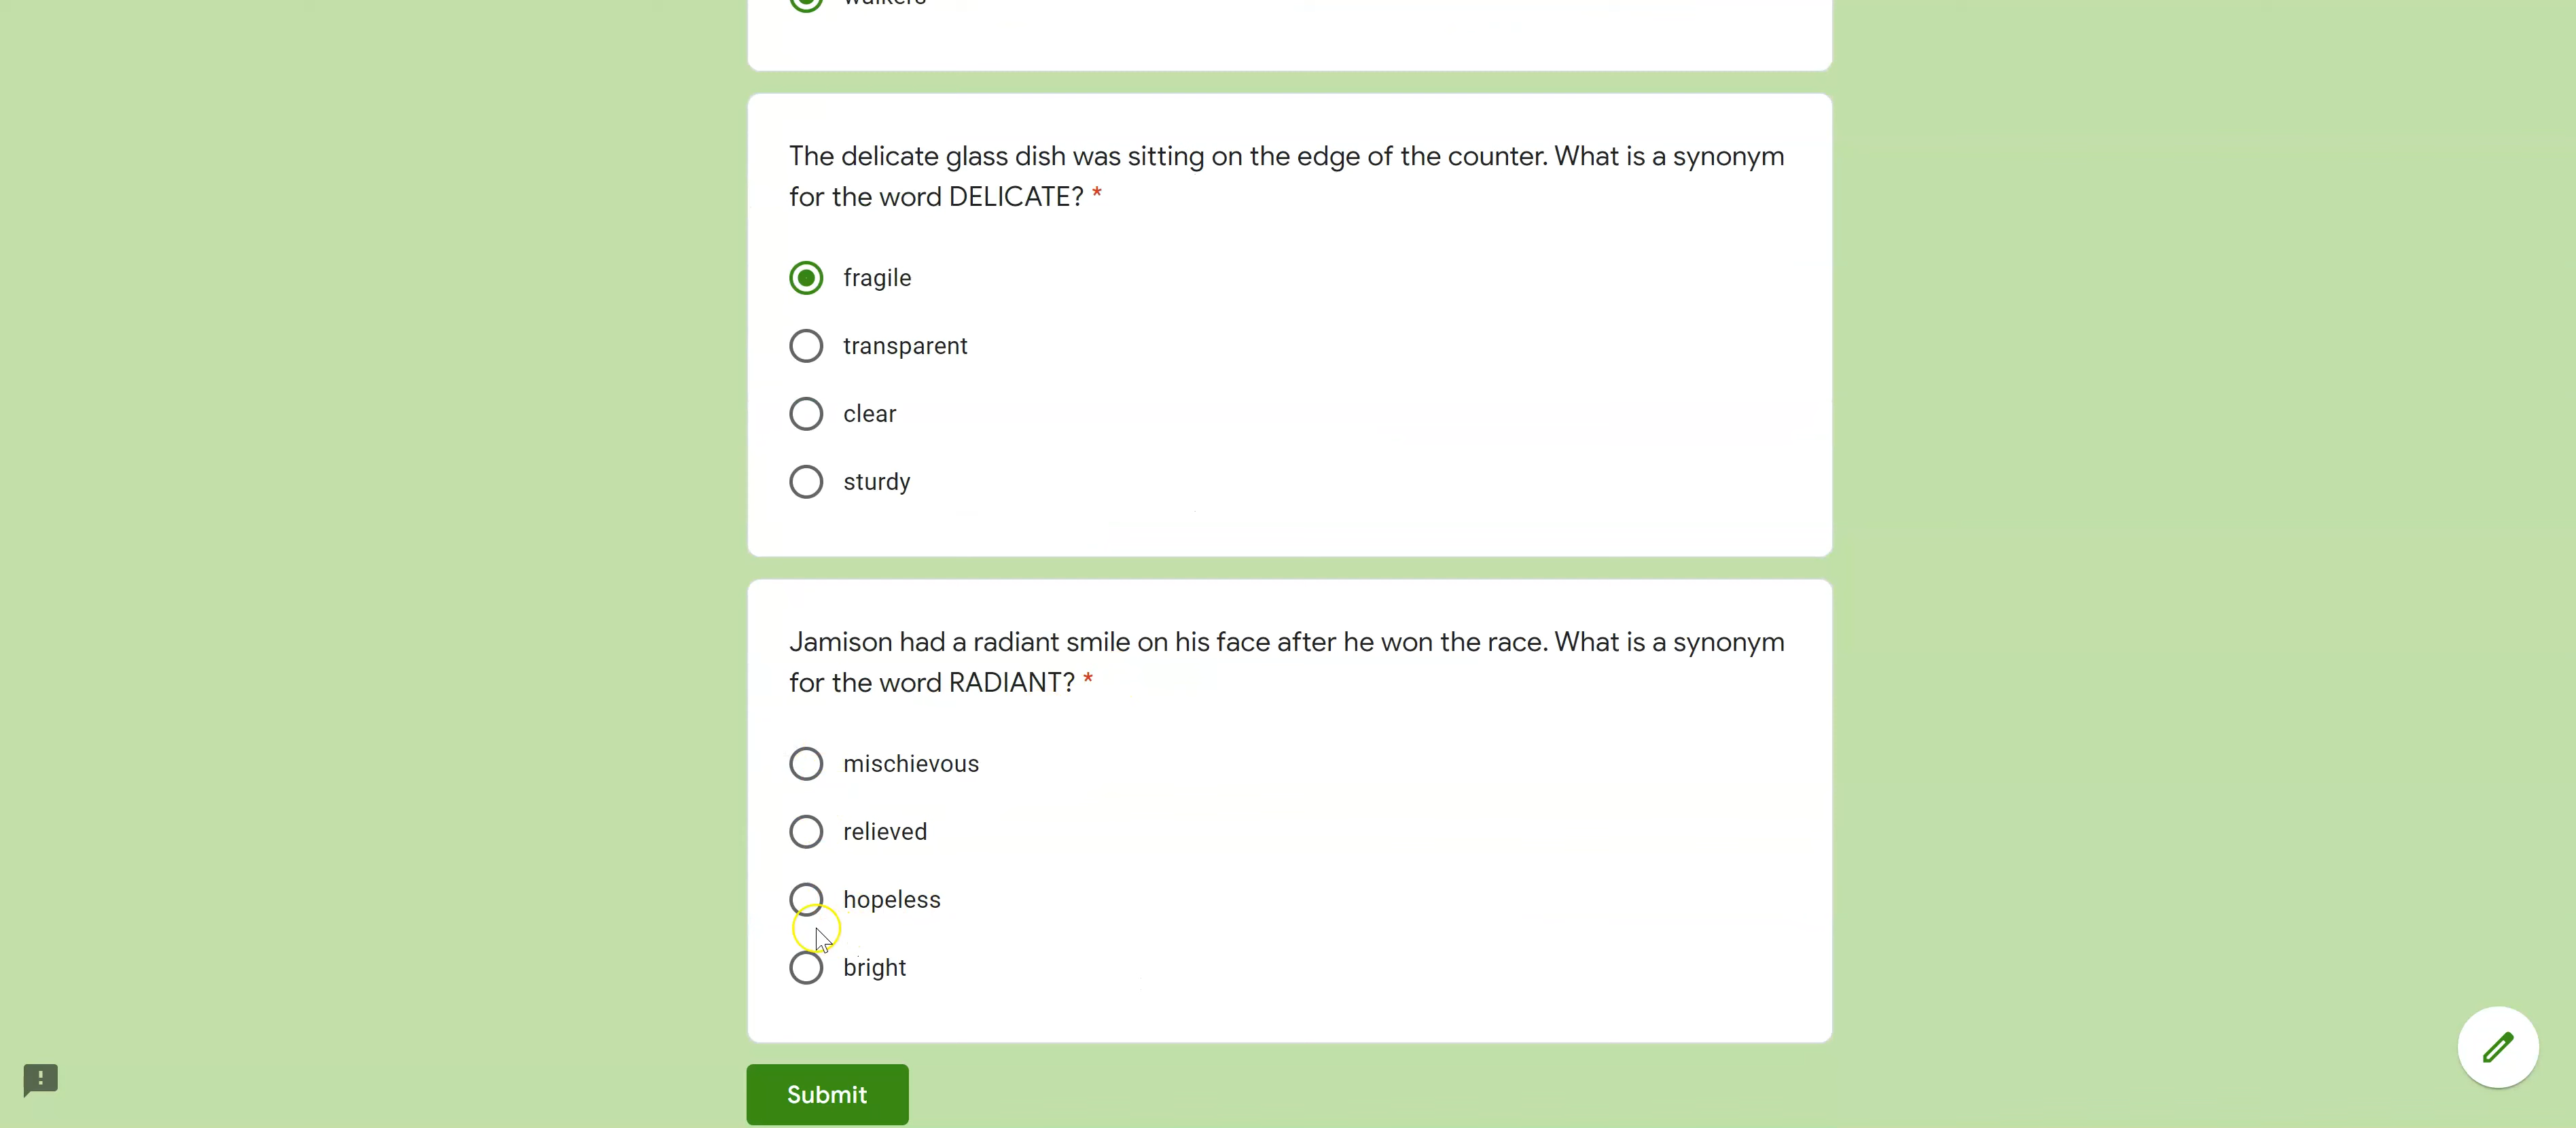 walkers
The delicate glass dish was sitting on the edge of the counter. What is a synonym
for the word DELICATE? *
fragile
transparent
clear
sturdy
Jamison had a radiant smile on his face after he won the race. What is a synonym
for the word RADIANT? *
mischievous
relieved
hopeless
bright
Submit